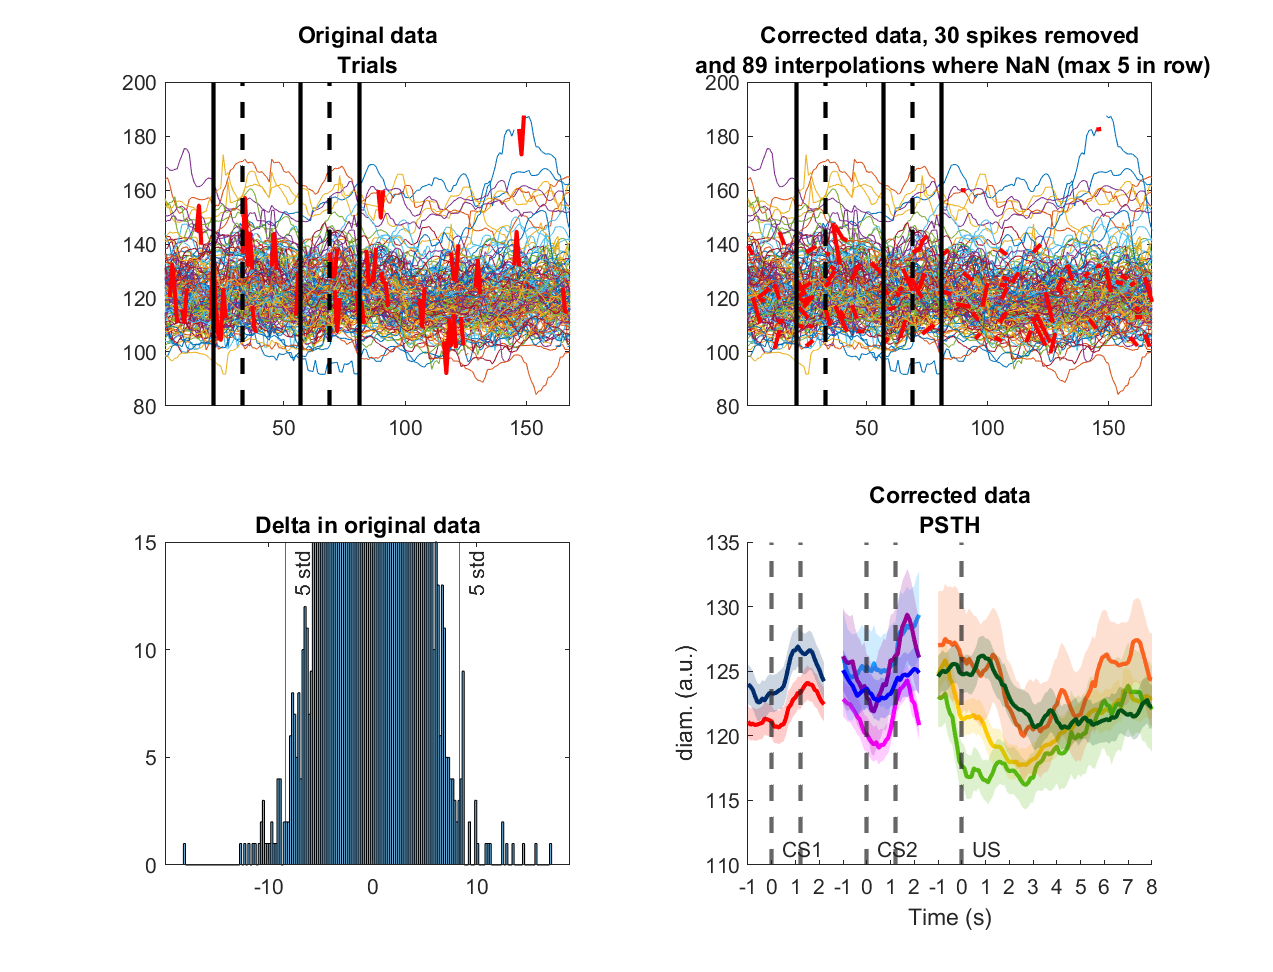 Original data
Trials
200
180
160
140
120
100
80
50
100
150
Corrected data, 30 spikes removed
and 89 interpolations where NaN (max 5 in row)
200
180
160
140
120
100
80
50
100
150
Delta in original data
15
10
5
0
5 std
5 std
-10
0
10
Corrected data
PSTH
135
130
125
120
115
110
diam. (a.u.)
CS1
CS2
US
-1 0 1 2 -1 0 1 2 -1 0 1 2 3 4 5 6 7 8
Time (s)